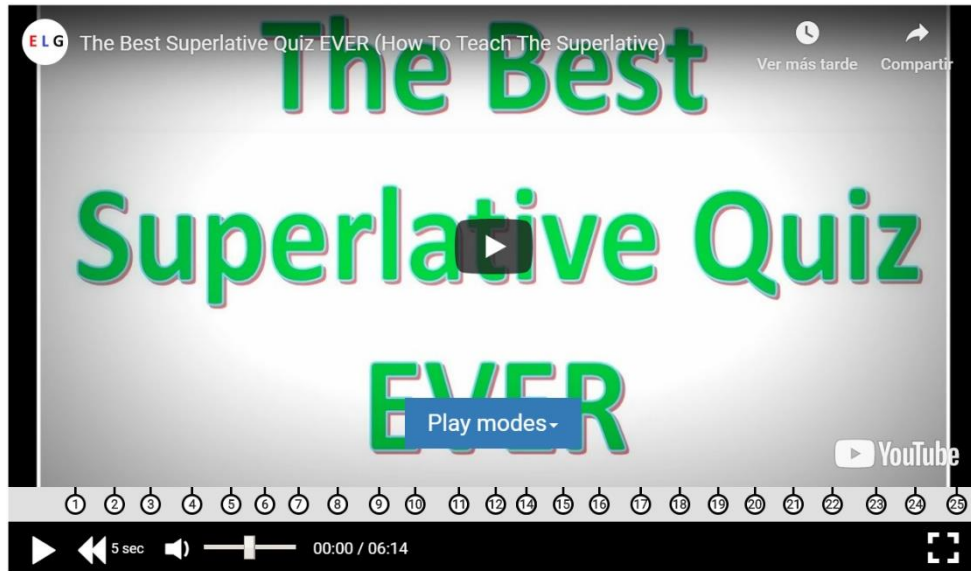 ELG The Best Superlative Quiz EVER (How To Teach The Superlative)
Ver más tarde Compartir
The Best
Superlative Quiz
EVER
Play modes
YouTube
1 2 3 4 5 6 7 8 9 10 11 12 14 15 16 17 18 19 20 21 22 23 24 25
5 sec 00:00 / 06:14